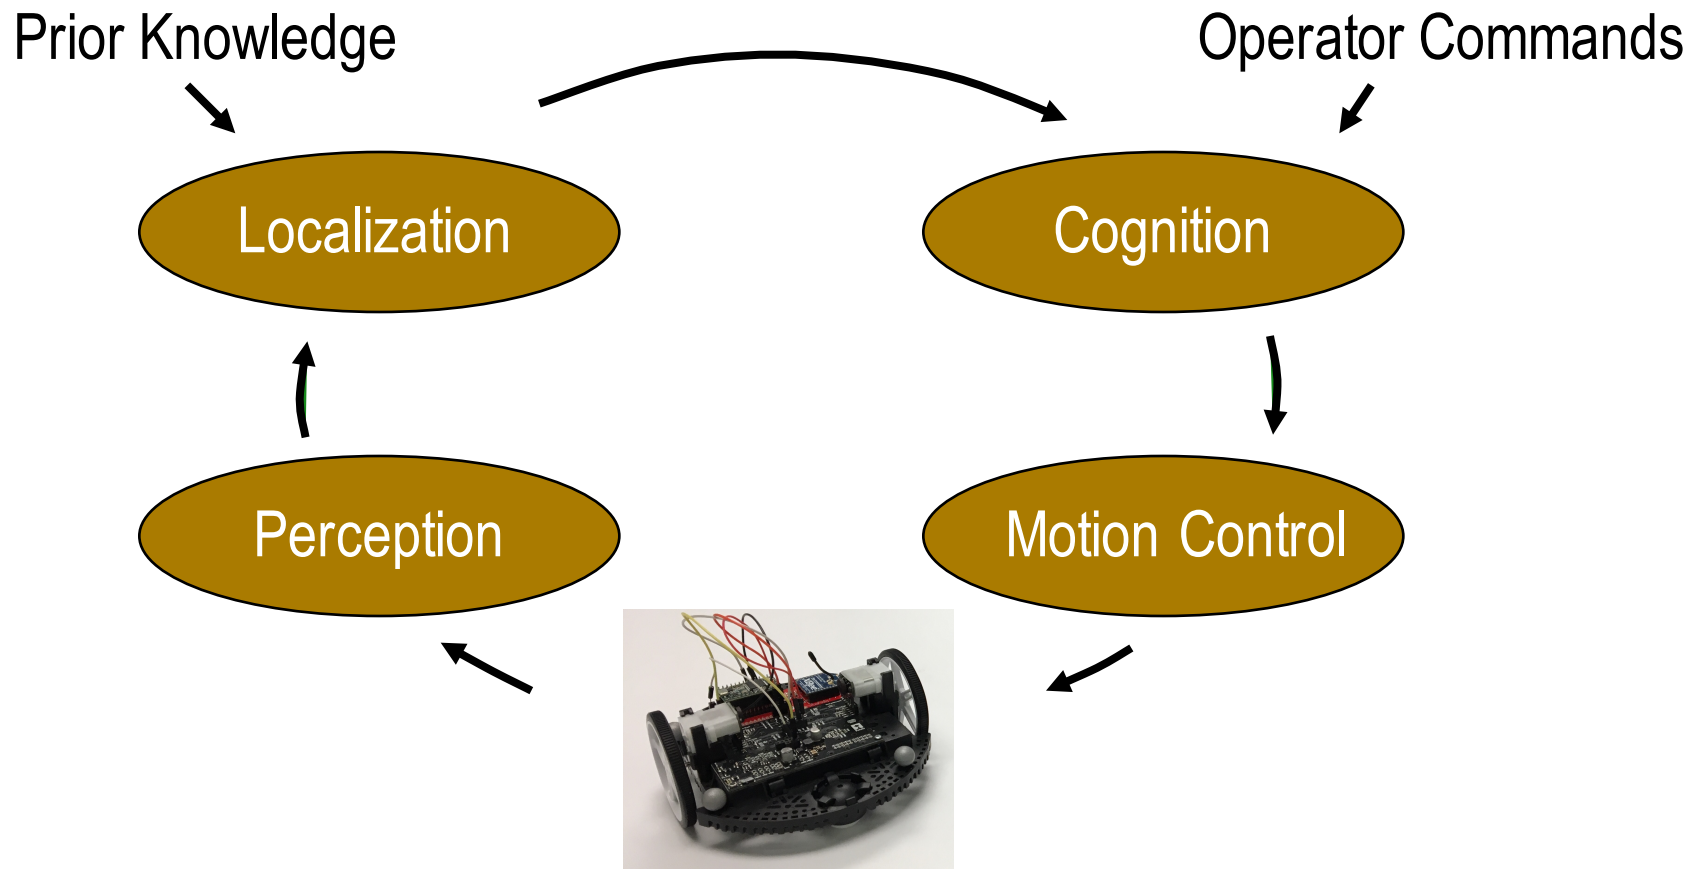 Prior Knowledge
Operator Commands
Localization
Cognition
Perception
Motion Control